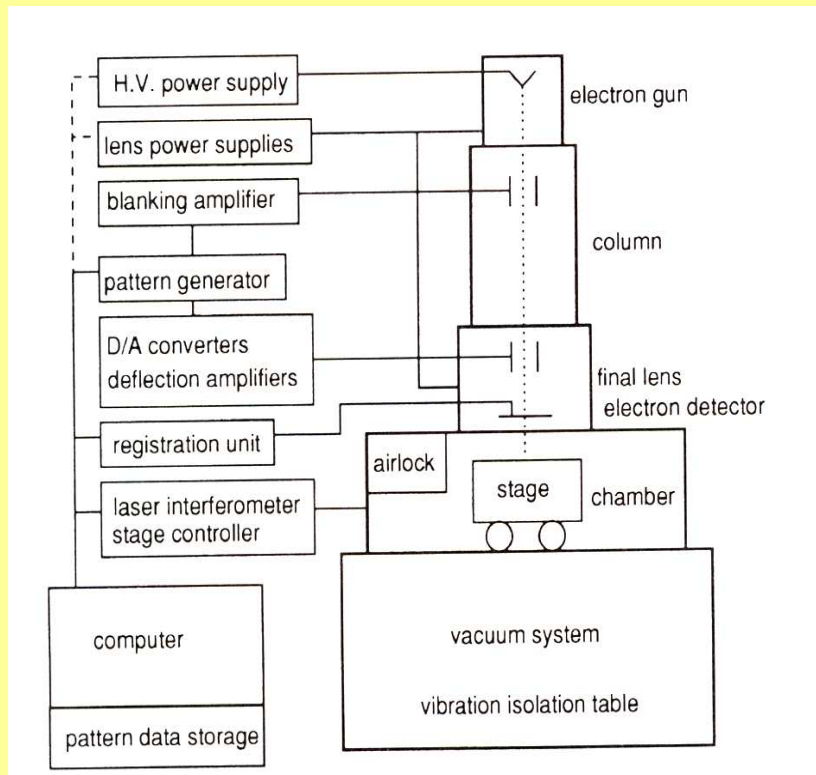 H.V. power supply
electron gun
lens power supplies
blanking amplifier
column
pattern generator
D/A converters
deflection amplifiers
final lens
electron detector
registration unit
airlock
stage
chamber
laser interferometer
stage controller
computer
vacuum system
vibration isolation table
pattern data storage